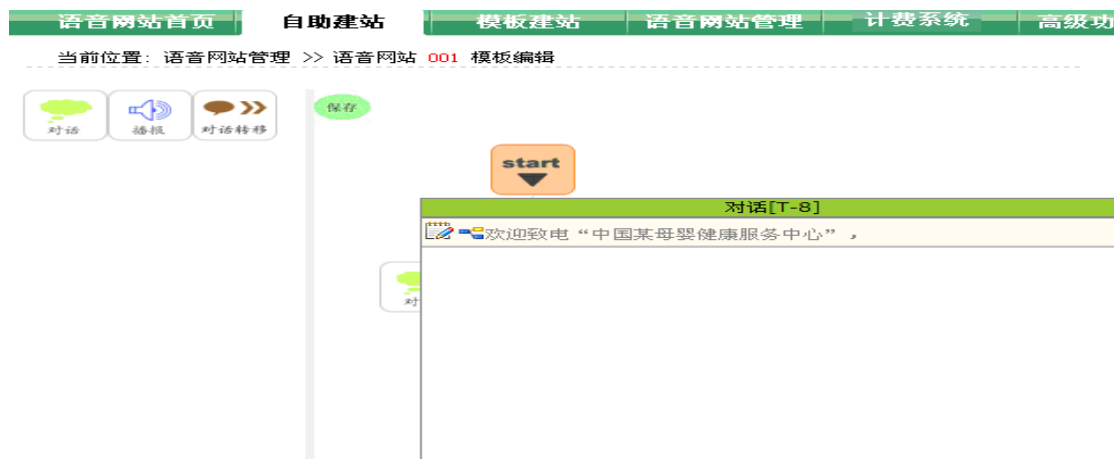 语音网站首页 自助建站 模板建站 语音网站管理 计费系统 高级功
当前位置: 语音网站管理 >> 语音网站 001 模板编辑
对话 播报 对话转移
保存
start
对话[T-8]
欢迎致电“中国某母婴健康服务中心”,
对